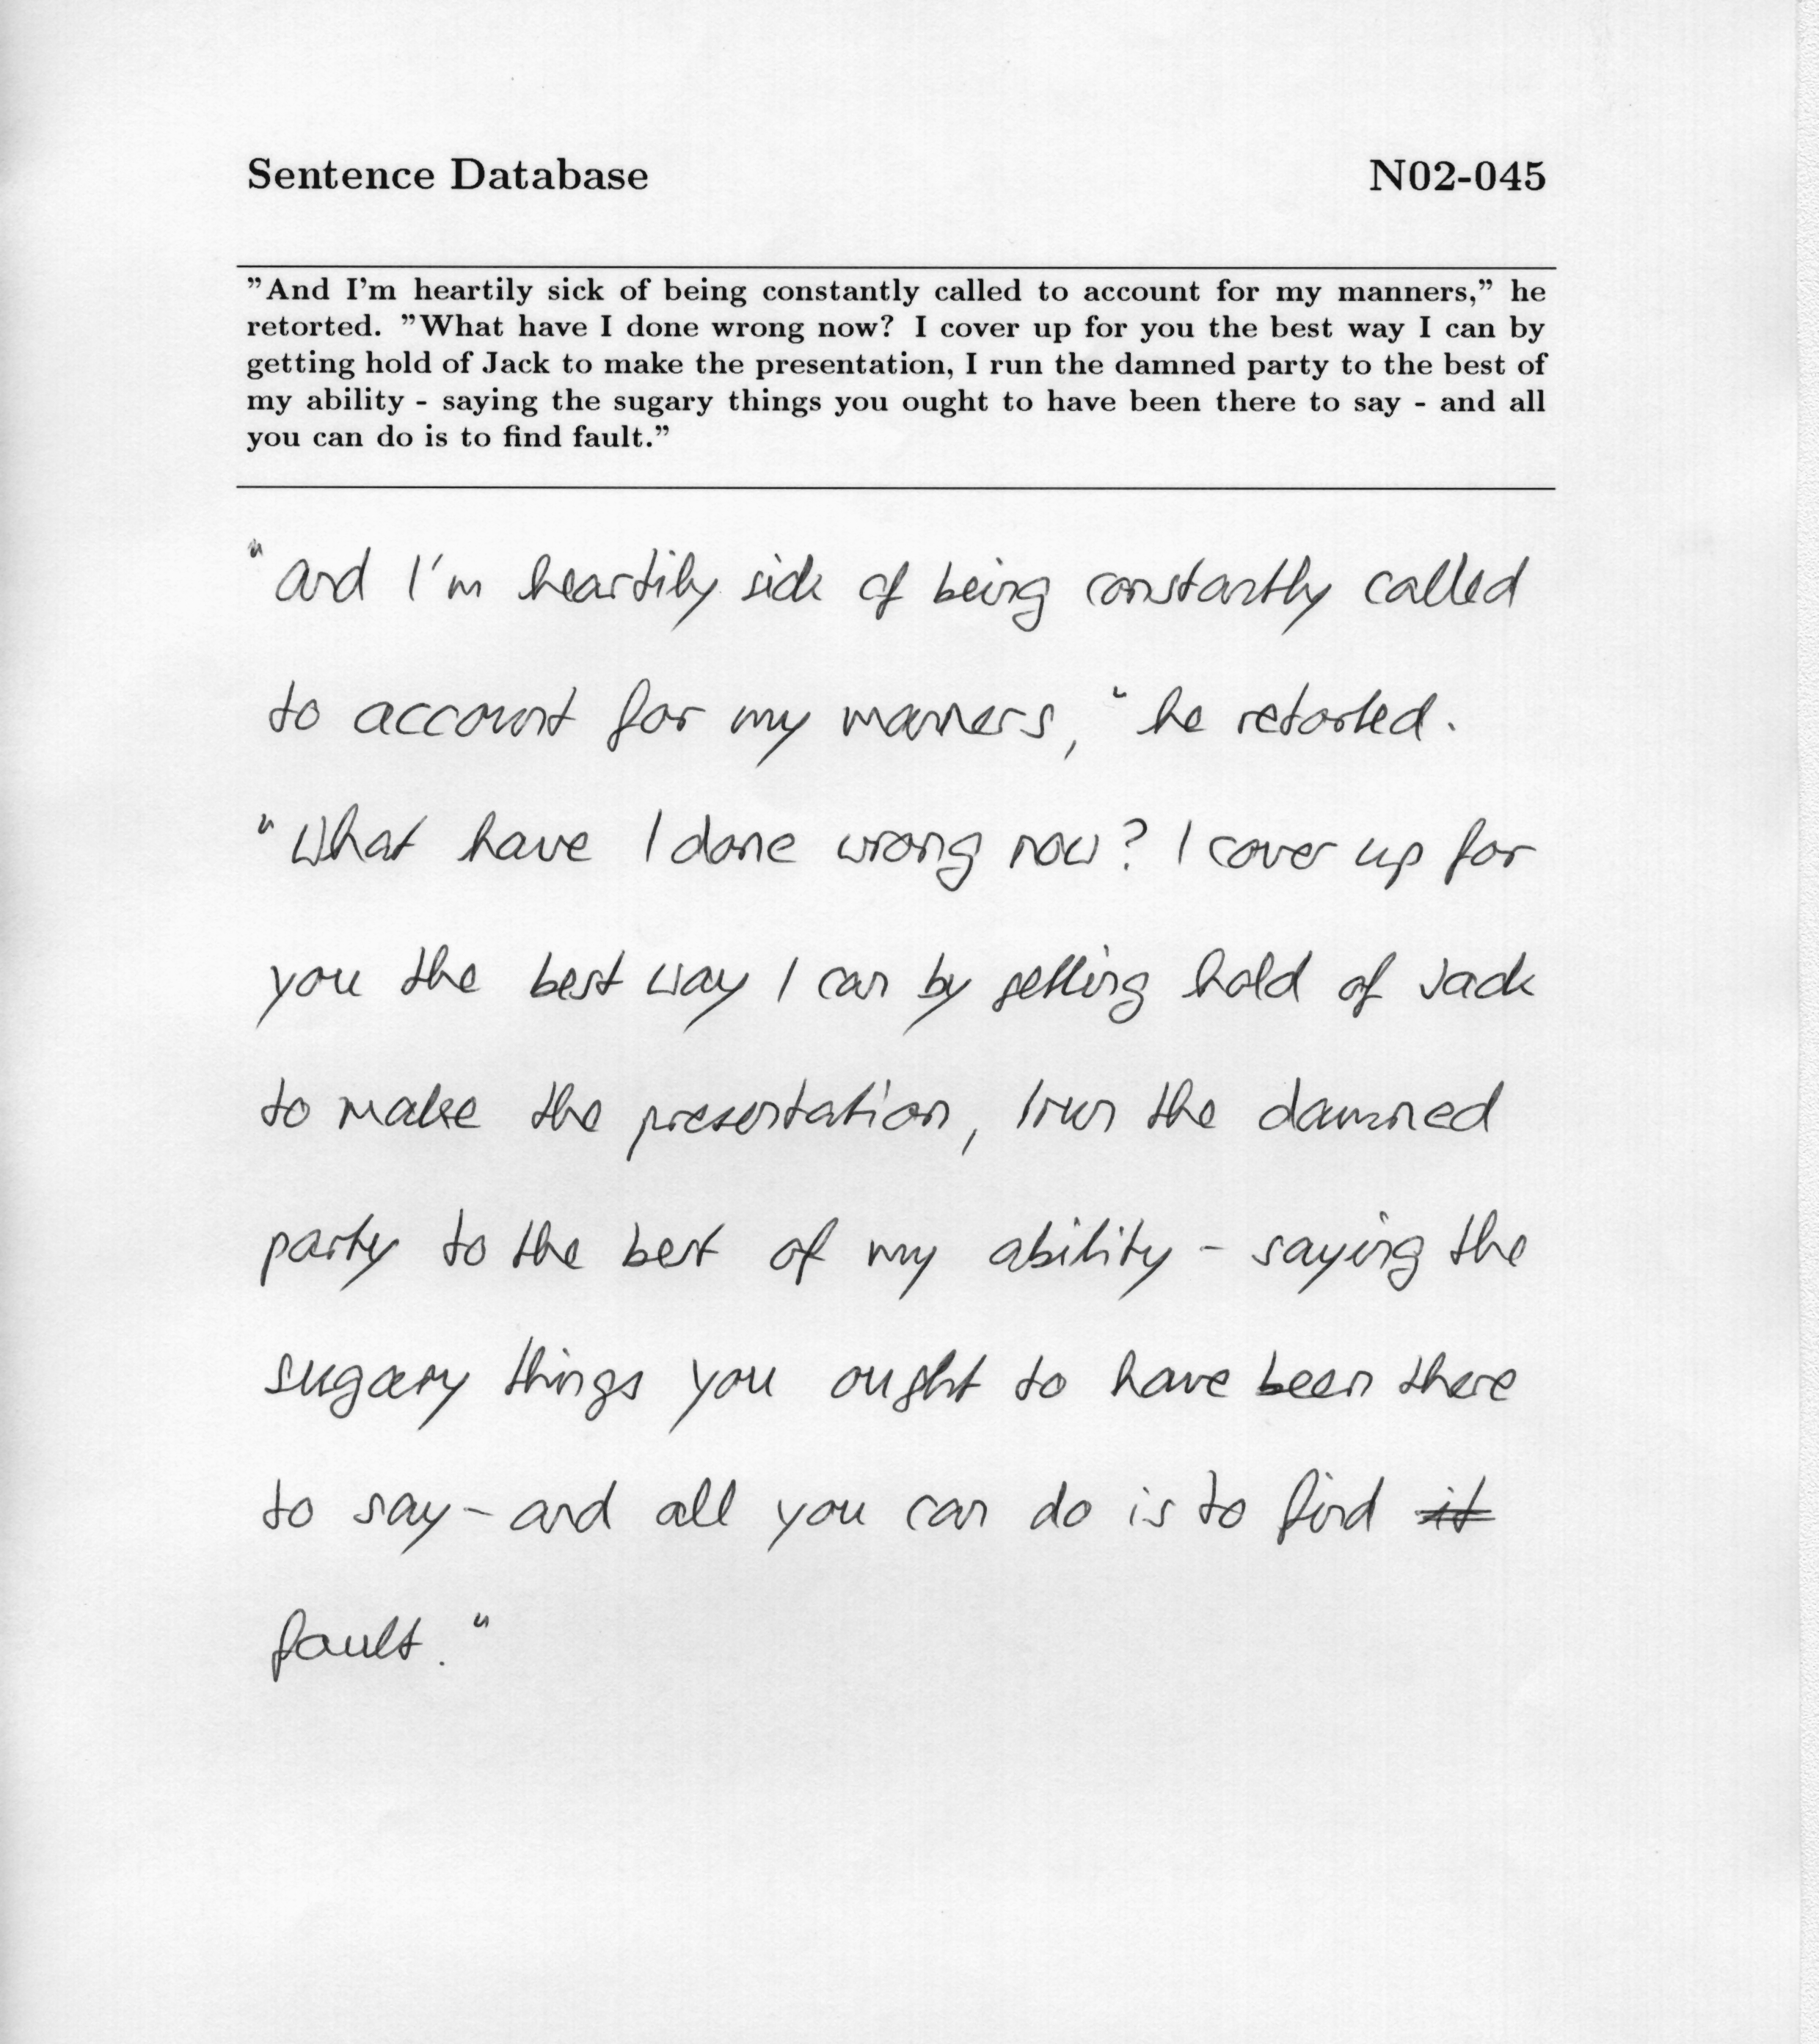 Sentence Database N02-045
"And I'm heartily sick of being constantly called to account for my manners," he
retorted. "What have I done wrong now? I cover up for you the best way I can by
getting hold of Jack to make the presentation, I run the damned party to the best of
my ability - saying the sugary things you ought to have been there to say - and all
you can do is to find fault."
"And I'm heartily sick of being constantly called
to account for my manners, " he retorted.
"What have I done wrong now? I cover up for
you the best way I can by getting hold of Jack
to make the presentation, I run the damned
party to the best of my ability - saying the
sugary things you ought to have been there
to say - and all you can do is to find it
fault."